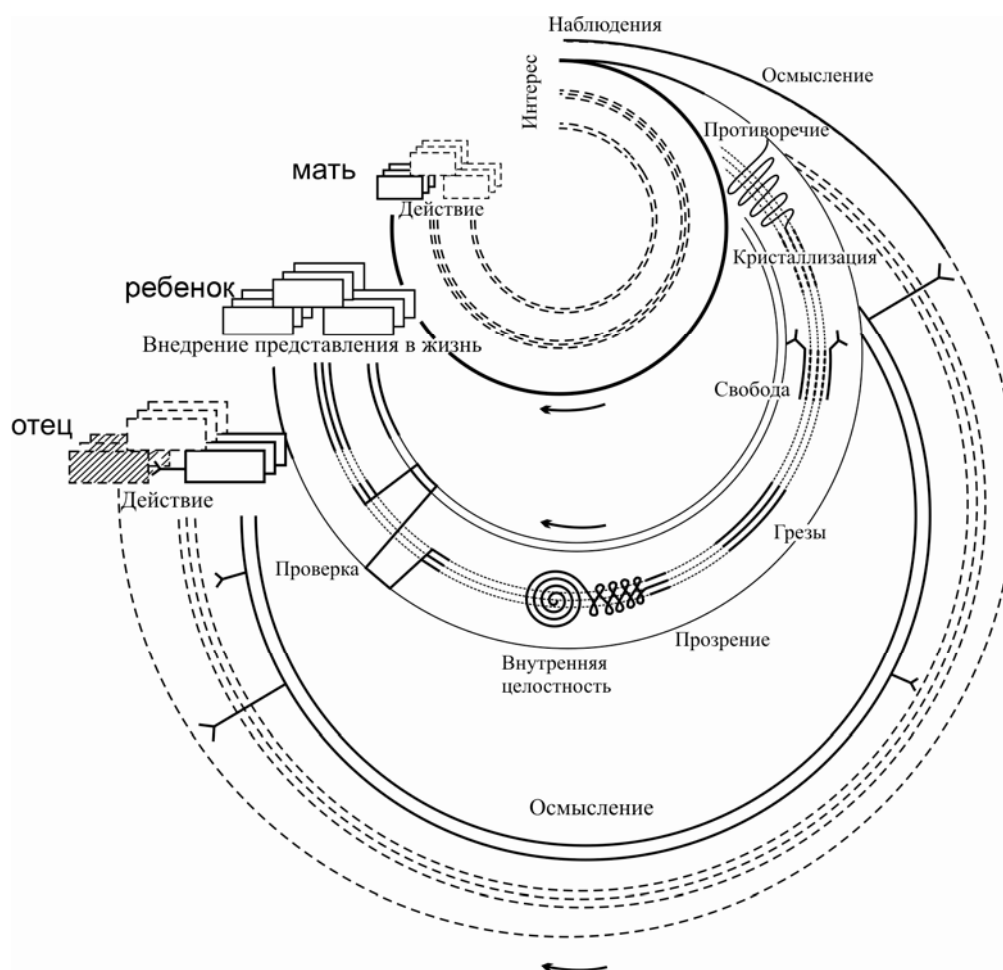 Наблюдения
Осмысление
Интерес
Противоречие
мать
Действие
Кристаллизация
ребенок
Внедрение представления в жизнь
Свобода
отец
Действие
Грезы
Проверка
Прозрение
Внутренняя
целостность
Осмысление